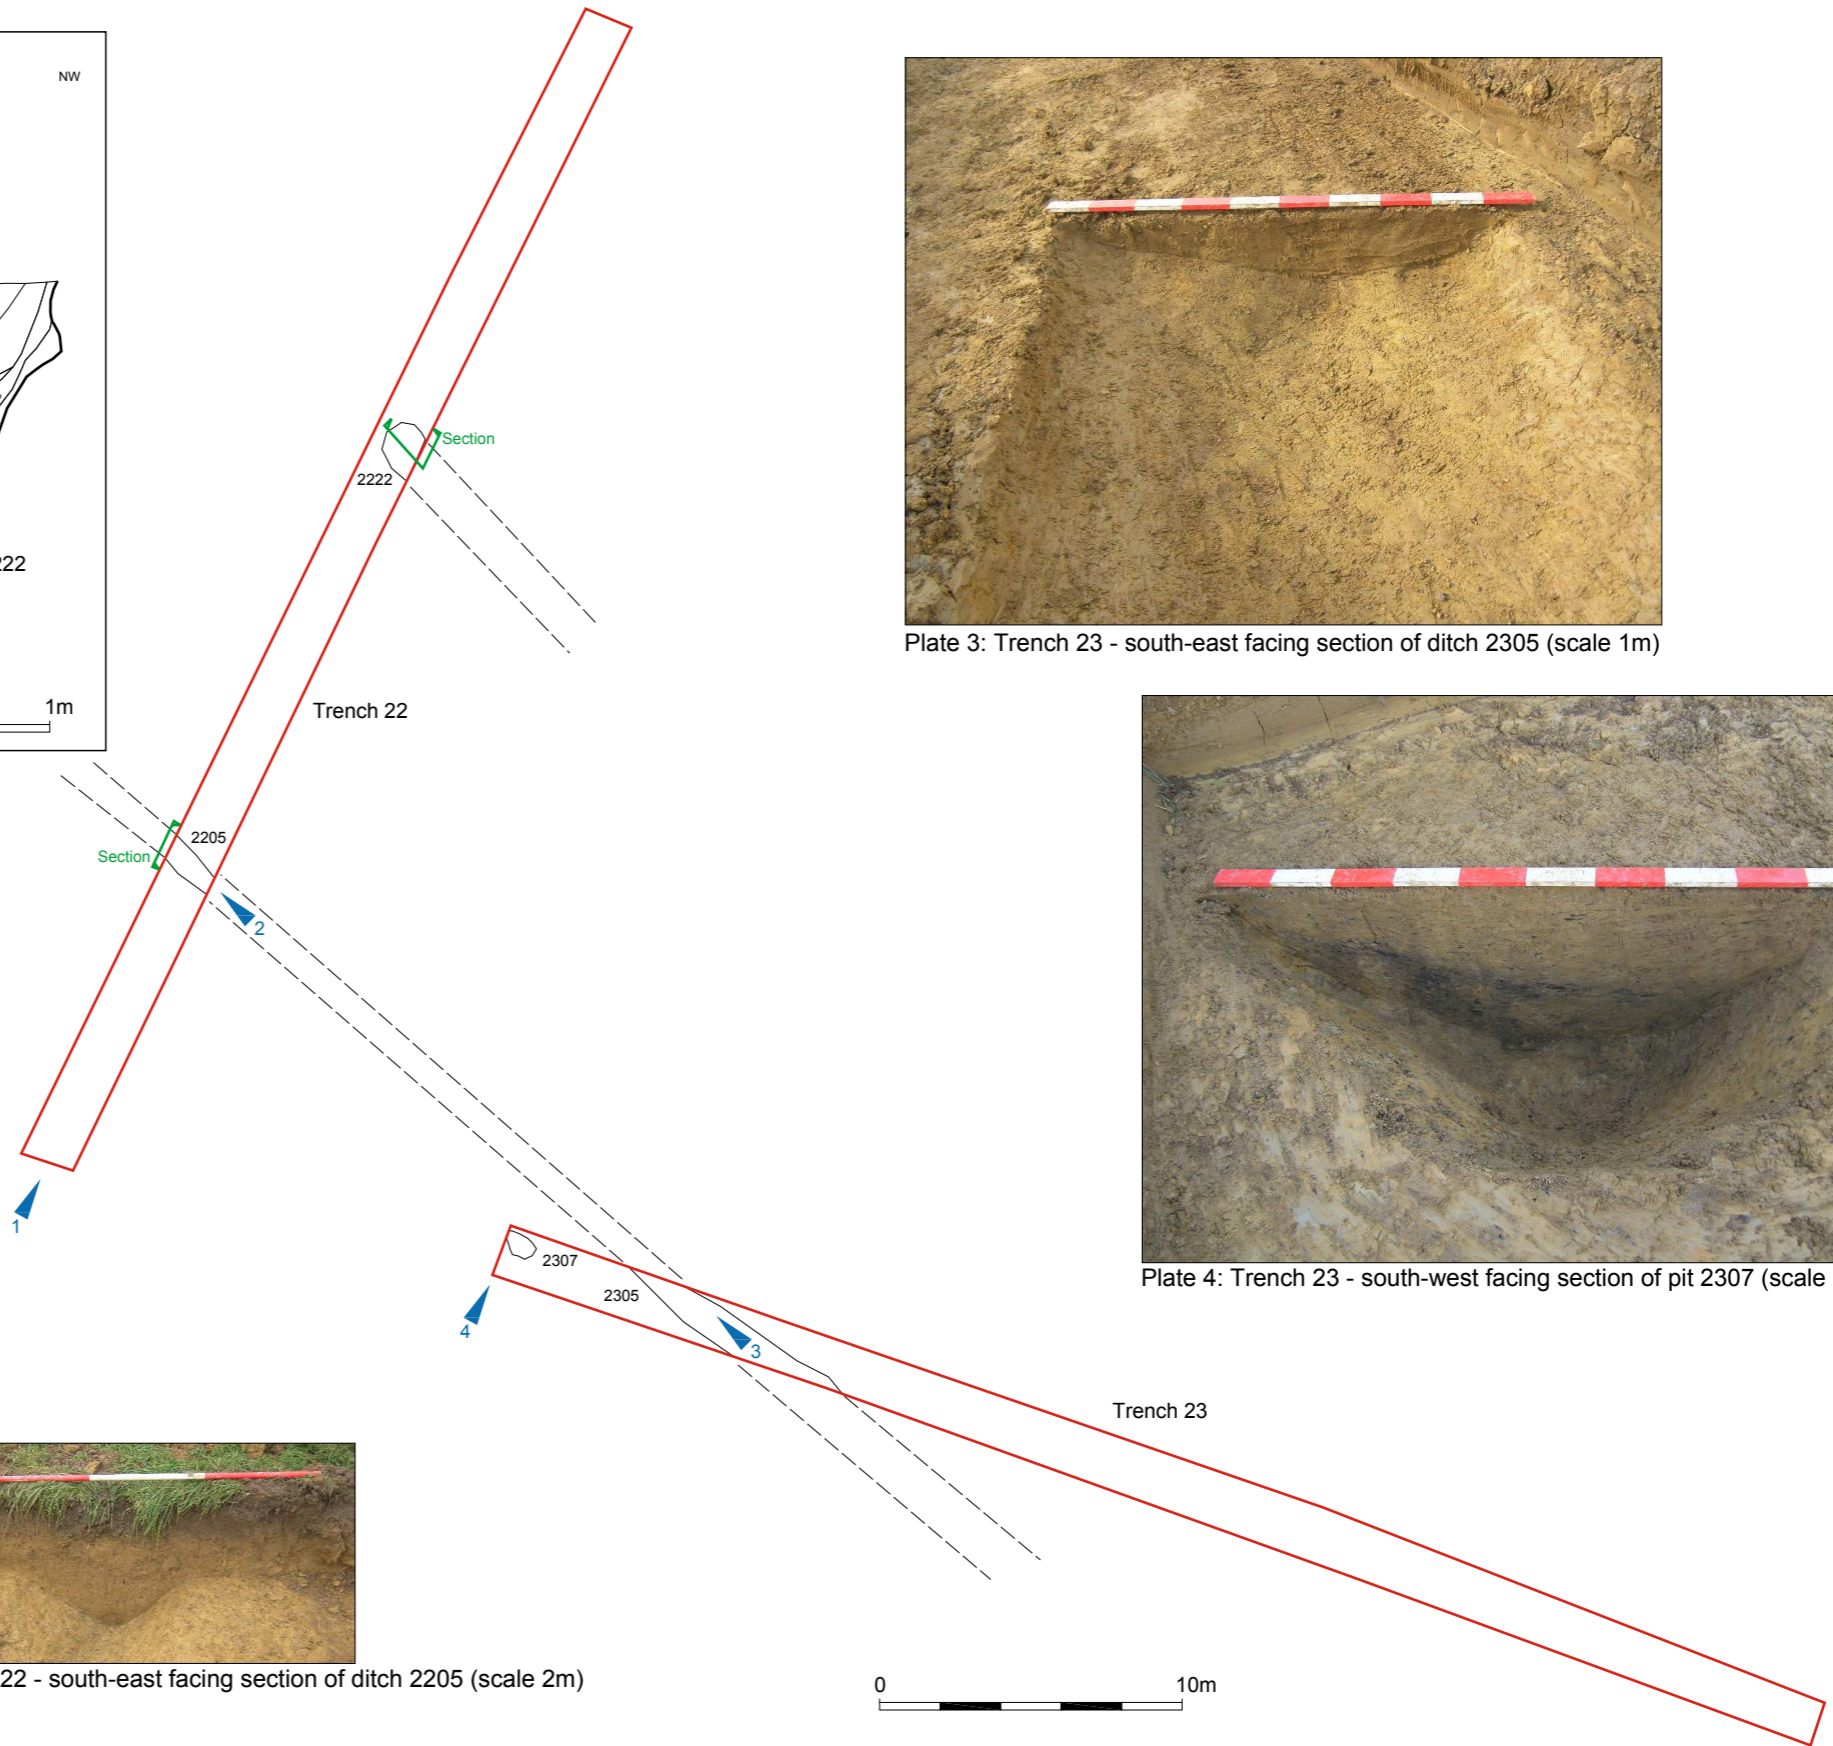 NW
222
1m
Section
2222
Trench 22
2205
Section
2
1
2307
2305
4
3
Trench 23
Plate 3: Trench 23 - south-east facing section of ditch 2305 (scale 1m)
Plate 4: Trench 23 - south-west facing section of pit 2307 (scale
22 - south-east facing section of ditch 2205 (scale 2m)
0 10m